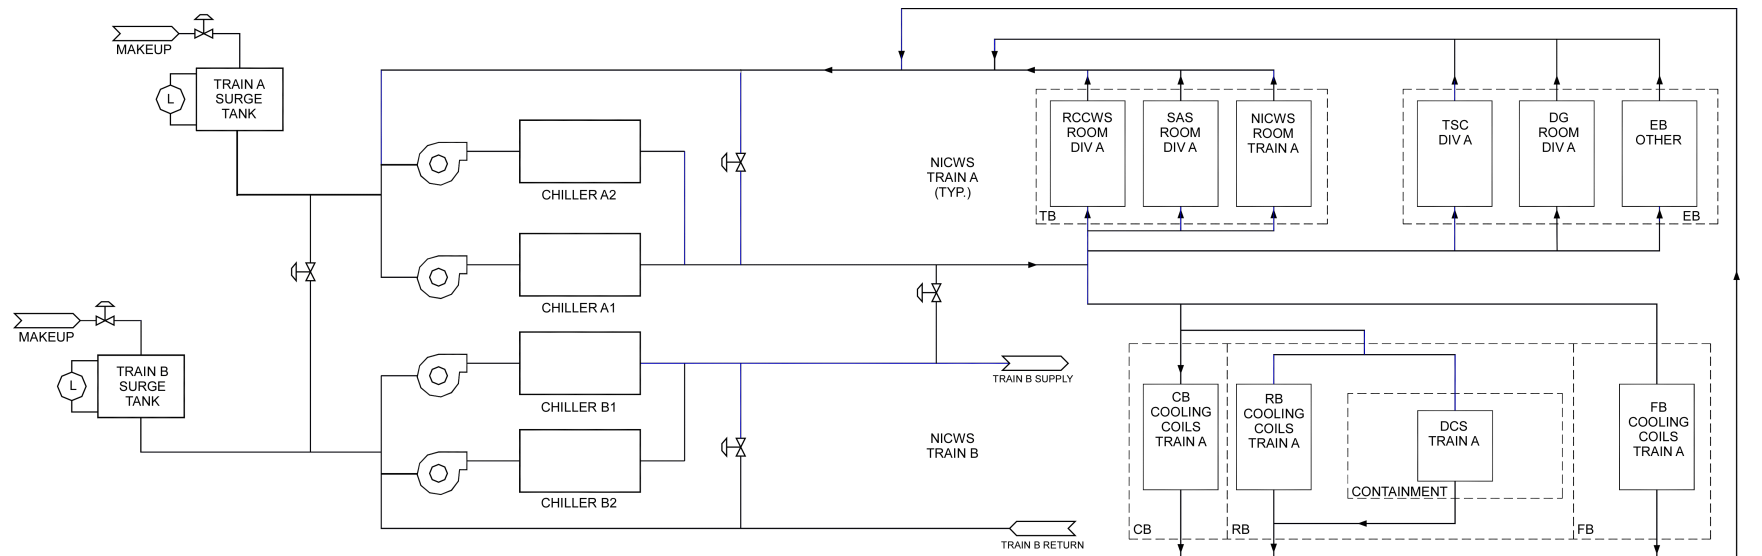 MAKEUP
TRAIN A
SURGE
TANK
L
CHILLER A2
CHILLER A1
NICWS
TRAIN A
(TYP.)
RCCWS
ROOM
DIV A
SAS
ROOM
DIV A
NICWS
ROOM
TRAIN A
TB
TSC
DIV A
DG
ROOM
DIV A
EB
OTHER
EB
MAKEUP
TRAIN B
SURGE
TANK
L
CHILLER B1
CHILLER B2
TRAIN B SUPPLY
NICWS
TRAIN B
TRAIN B RETURN
CB
COOLING
COILS
TRAIN A
CB
RB
COOLING
COILS
TRAIN A
RB
DCS
TRAIN A
CONTAINMENT
FB
COOLING
COILS
TRAIN A
FB